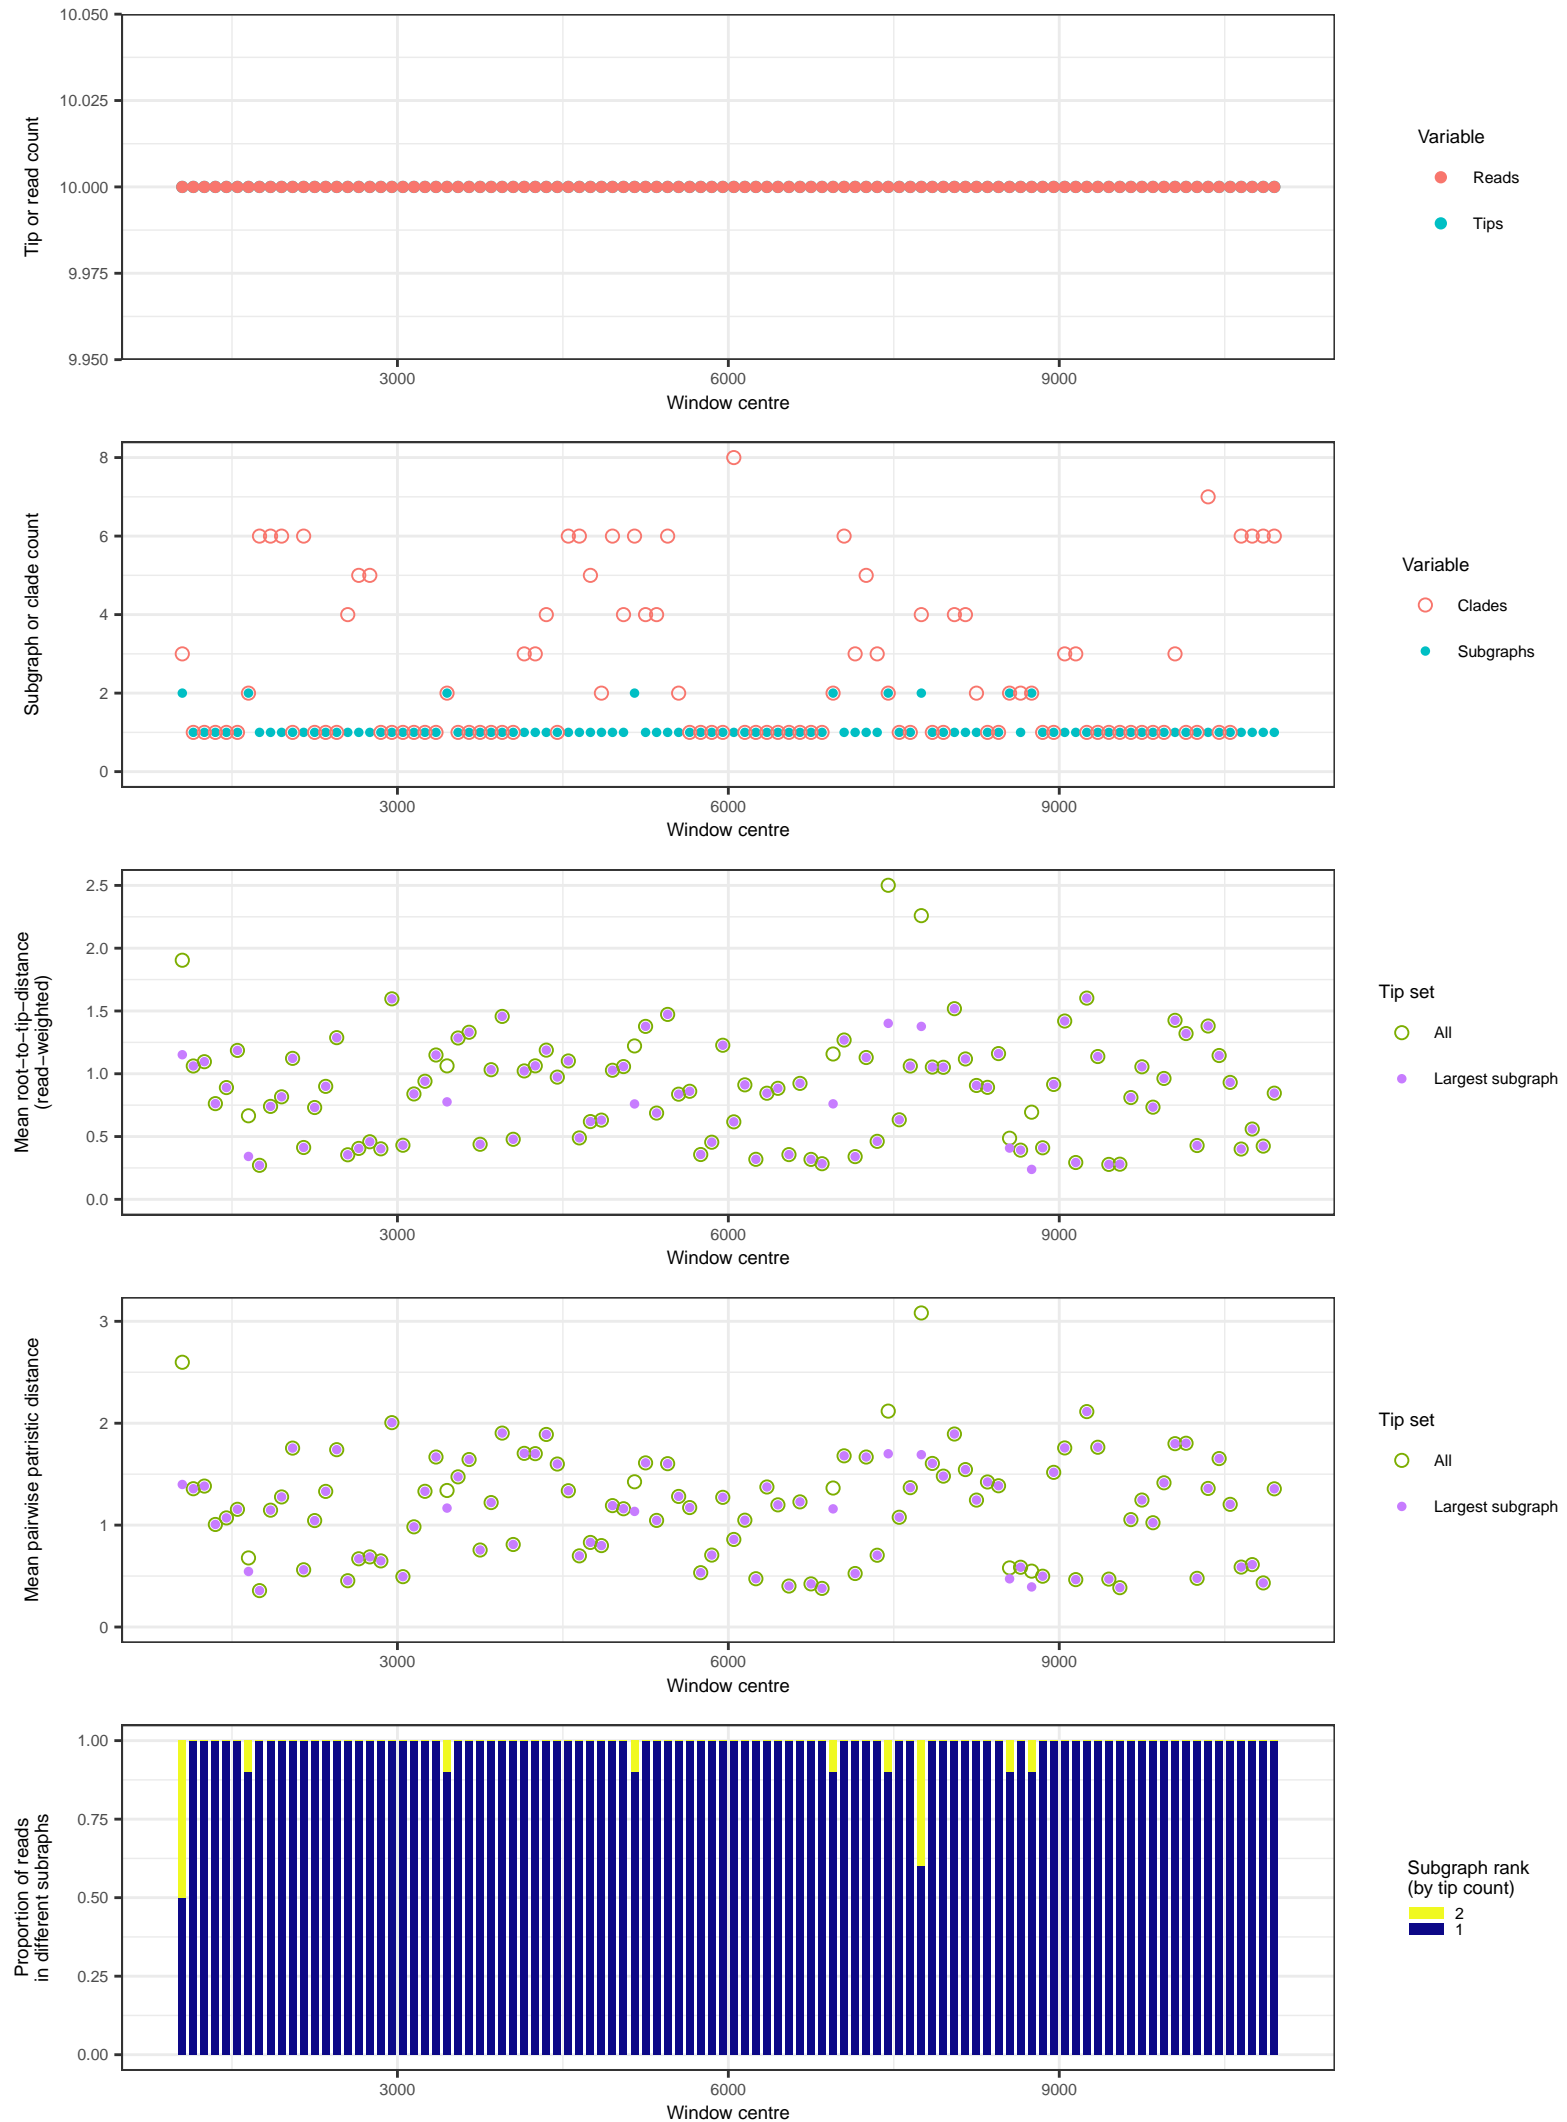 10.050
10.025
10.000
9.975
9.950
Tip or read count
3000 6000 9000
Window centre
Variable
Reads
Tips
8
6
4
2
0
Subgraph or clade count
3000 6000 9000
Window centre
Variable
Clades
Subgraphs
2.5
2.0
1.5
1.0
0.5
0.0
Mean root−to−tip−distance
(read−weighted)
3000 6000 9000
Window centre
Tip set
All
Largest subgraph
3
2
1
0
Mean pairwise patristic distance
3000 6000 9000
Window centre
Tip set
All
Largest subgraph
1.00
0.75
0.50
0.25
0.00
Proportion of reads
in different subraphs
3000 6000 9000
Window centre
Subgraph rank
(by tip count)
2
1